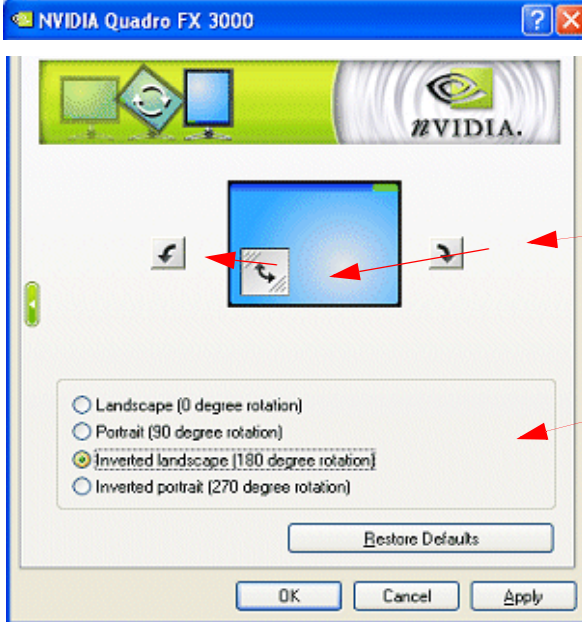 NVIDIA Quadro FX 3000
nVIDIA.
Landscape (0 degree rotation)
Portrait (90 degree rotation)
Inverted landscape (180 degree rotation)
Inverted portrait (270 degree rotation)
Restore Defaults
OK
Cancel
Apply